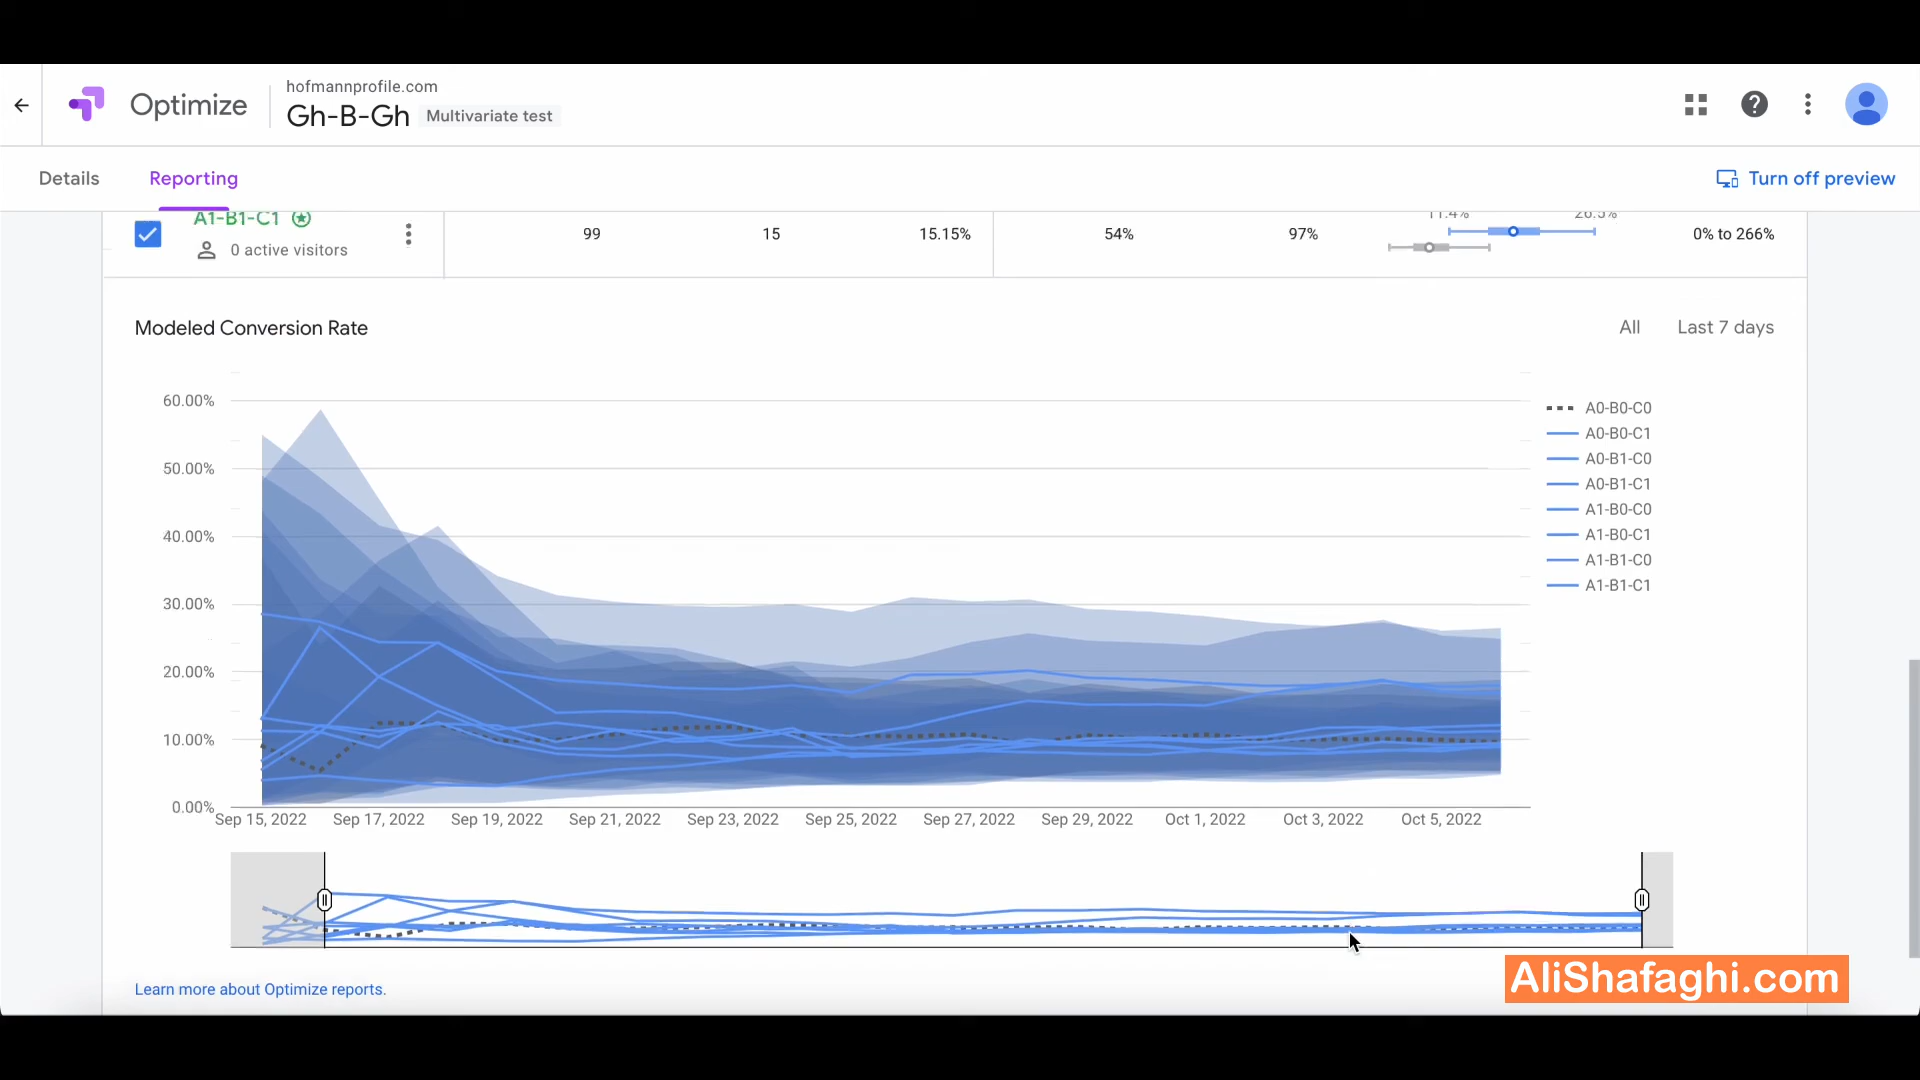 hofmannprofile.com
Optimize
Gh-B-Gh Multivariate test
Details Reporting Turn off preview
A1-B1-C1 11.4% 26.5%
99 15 15.15% 54% 97% 0% to 266%
0 active visitors
Modeled Conversion Rate All Last 7 days
60.00%
50.00%
40.00%
30.00%
20.00%
10.00%
0.00%
A0-B0-C0
A0-B0-C1
A0-B1-C0
A0-B1-C1
A1-B0-C0
A1-B0-C1
A1-B1-C0
A1-B1-C1
Sep 15, 2022 Sep 17, 2022 Sep 19, 2022 Sep 21, 2022 Sep 23, 2022 Sep 25, 2022 Sep 27, 2022 Sep 29, 2022 Oct 1, 2022 Oct 3, 2022 Oct 5, 2022
Learn more about Optimize reports.
AliShafaghi.com